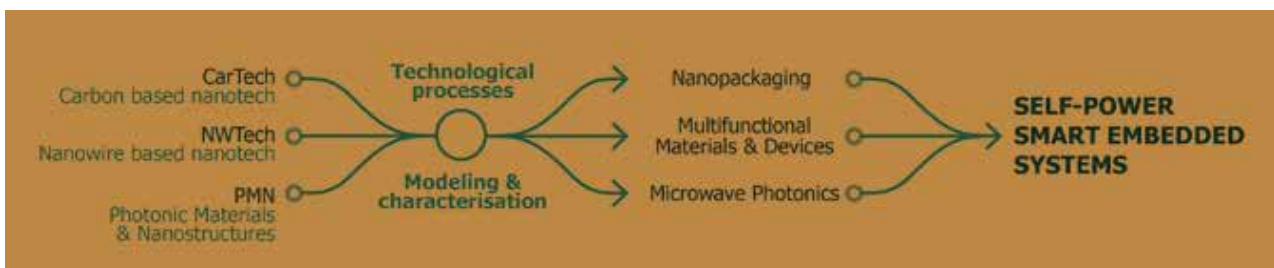 CarTech
Carbon based nanotech
NWTech
Nanowire based nanotech
PMN
Photonic Materials
& Nanostructures
Technological
processes
Modeling &
characterisation
Nanopackaging
Multifunctional
Materials & Devices
Microwave Photonics
SELF-POWER
SMART EMBEDDED
SYSTEMS